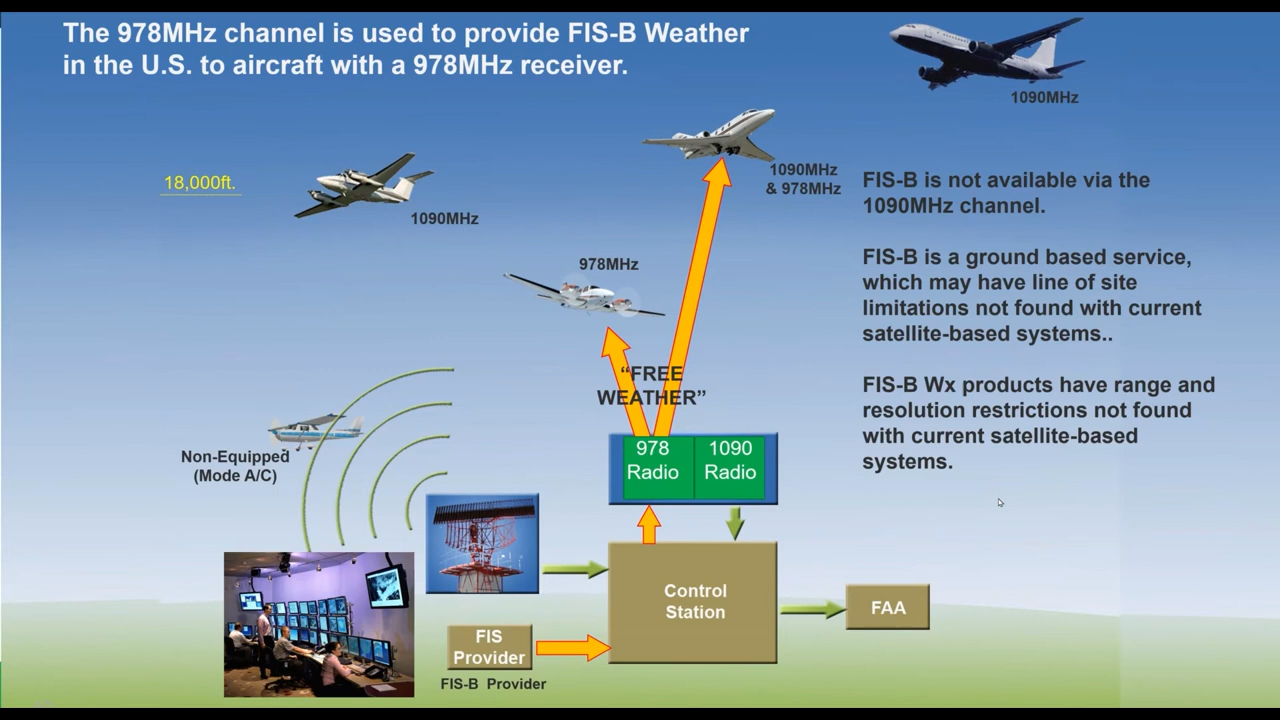 The 978MHz channel is used to provide FIS-B Weather
in the U.S. to aircraft with a 978MHz receiver.
1090MHz
18,000ft.
1090MHz
1090MHz
& 978MHz
978MHz
FIS-B is not available via the
1090MHz channel.
FIS-B is a ground based service,
which may have line of site
limitations not found with current
satellite-based systems..
FIS-B Wx products have range and
resolution restrictions not found
with current satellite-based
systems.
“FREE
WEATHER”
Non-Equipped
(Mode A/C)
978
Radio
1090
Radio
Control
Station
FAA
FIS
Provider
FIS-B Provider